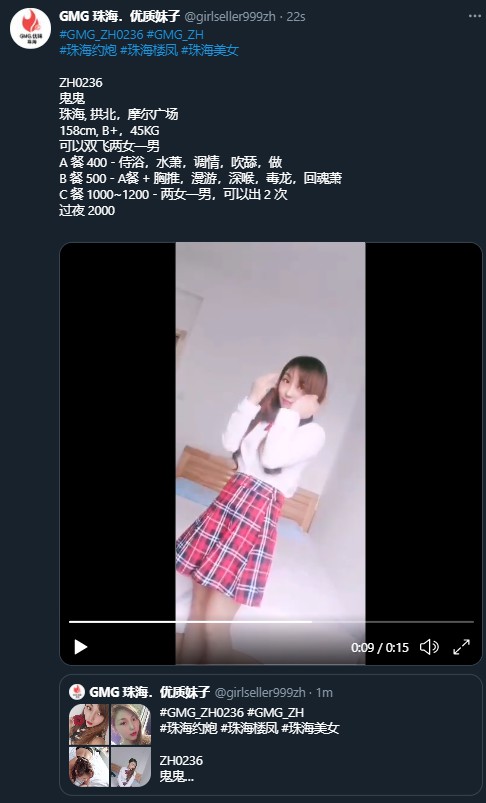 GMG 珠海．优质妹子 @girlseller999zh · 22s
#GMG_ZH0236 #GMG_ZH
#珠海约炮 #珠海楼凤 #珠海美女
ZH0236
鬼鬼
珠海, 拱北，摩尔广场
158cm, B+，45KG
可以双飞两女一男
A 餐 400 - 侍浴，水萧，调情，吹舔，做
B 餐 500 - A餐 + 胸推，漫游，深喉，毒龙，回魂萧
C 餐 1000~1200 - 两女一男，可以出 2 次
过夜 2000
0:09 / 0:15
GMG 珠海．优质妹子 @girlseller999zh · 1m
#GMG_ZH0236 #GMG_ZH
#珠海约炮 #珠海楼凤 #珠海美女
ZH0236
鬼鬼...